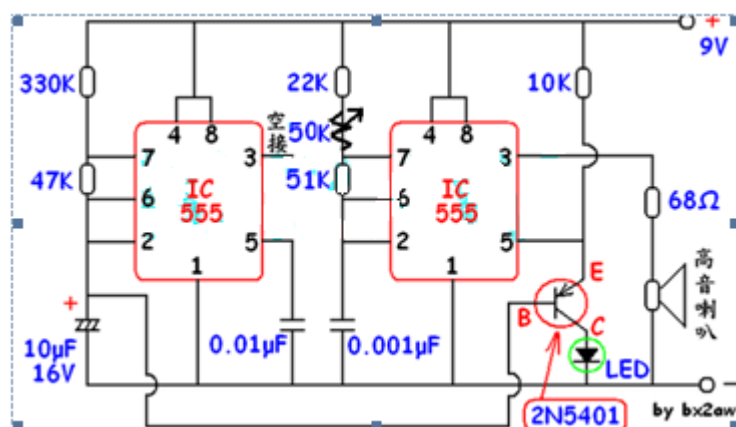 +
9V
330K
22K
10K
4 8
空接
50K
4 8
7 3
7 3
47K
IC
555
51K
IC
555
68Ω
6
6
2 5
2 5
1
1
E
高音喇叭
+
B
C
10μF
16V
0.01μF
0.001μF
LED
-
2N5401
by bx2aw